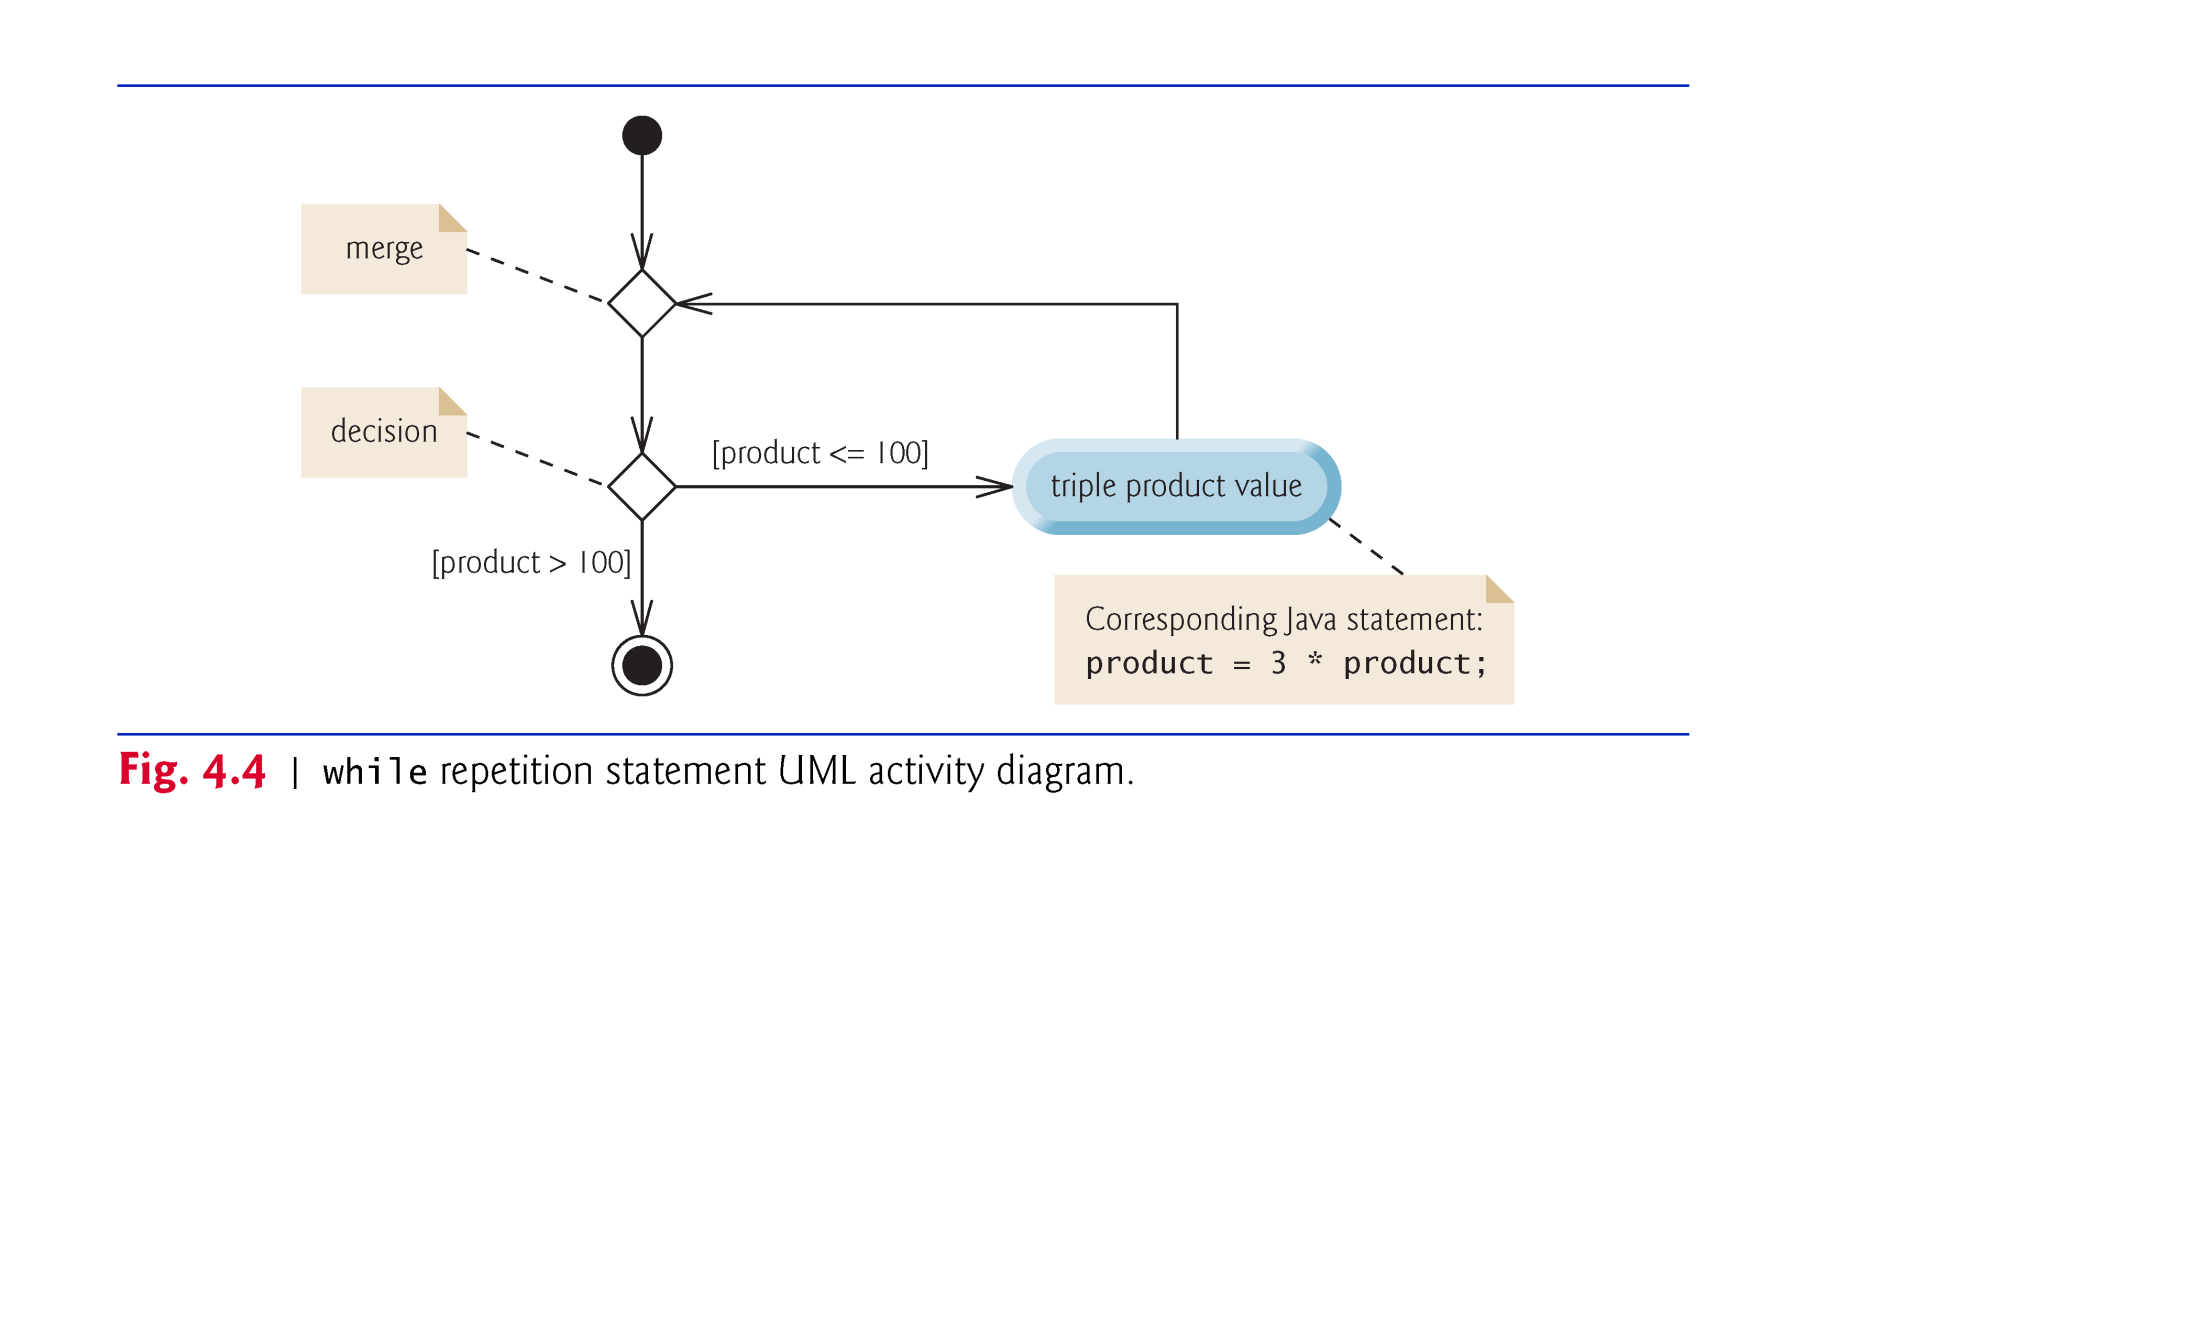 merge
decision
[product <= 100]
triple product value
[product > 100]
Corresponding Java statement:
product = 3 * product;
Fig. 4.4 | while repetition statement UML activity diagram.